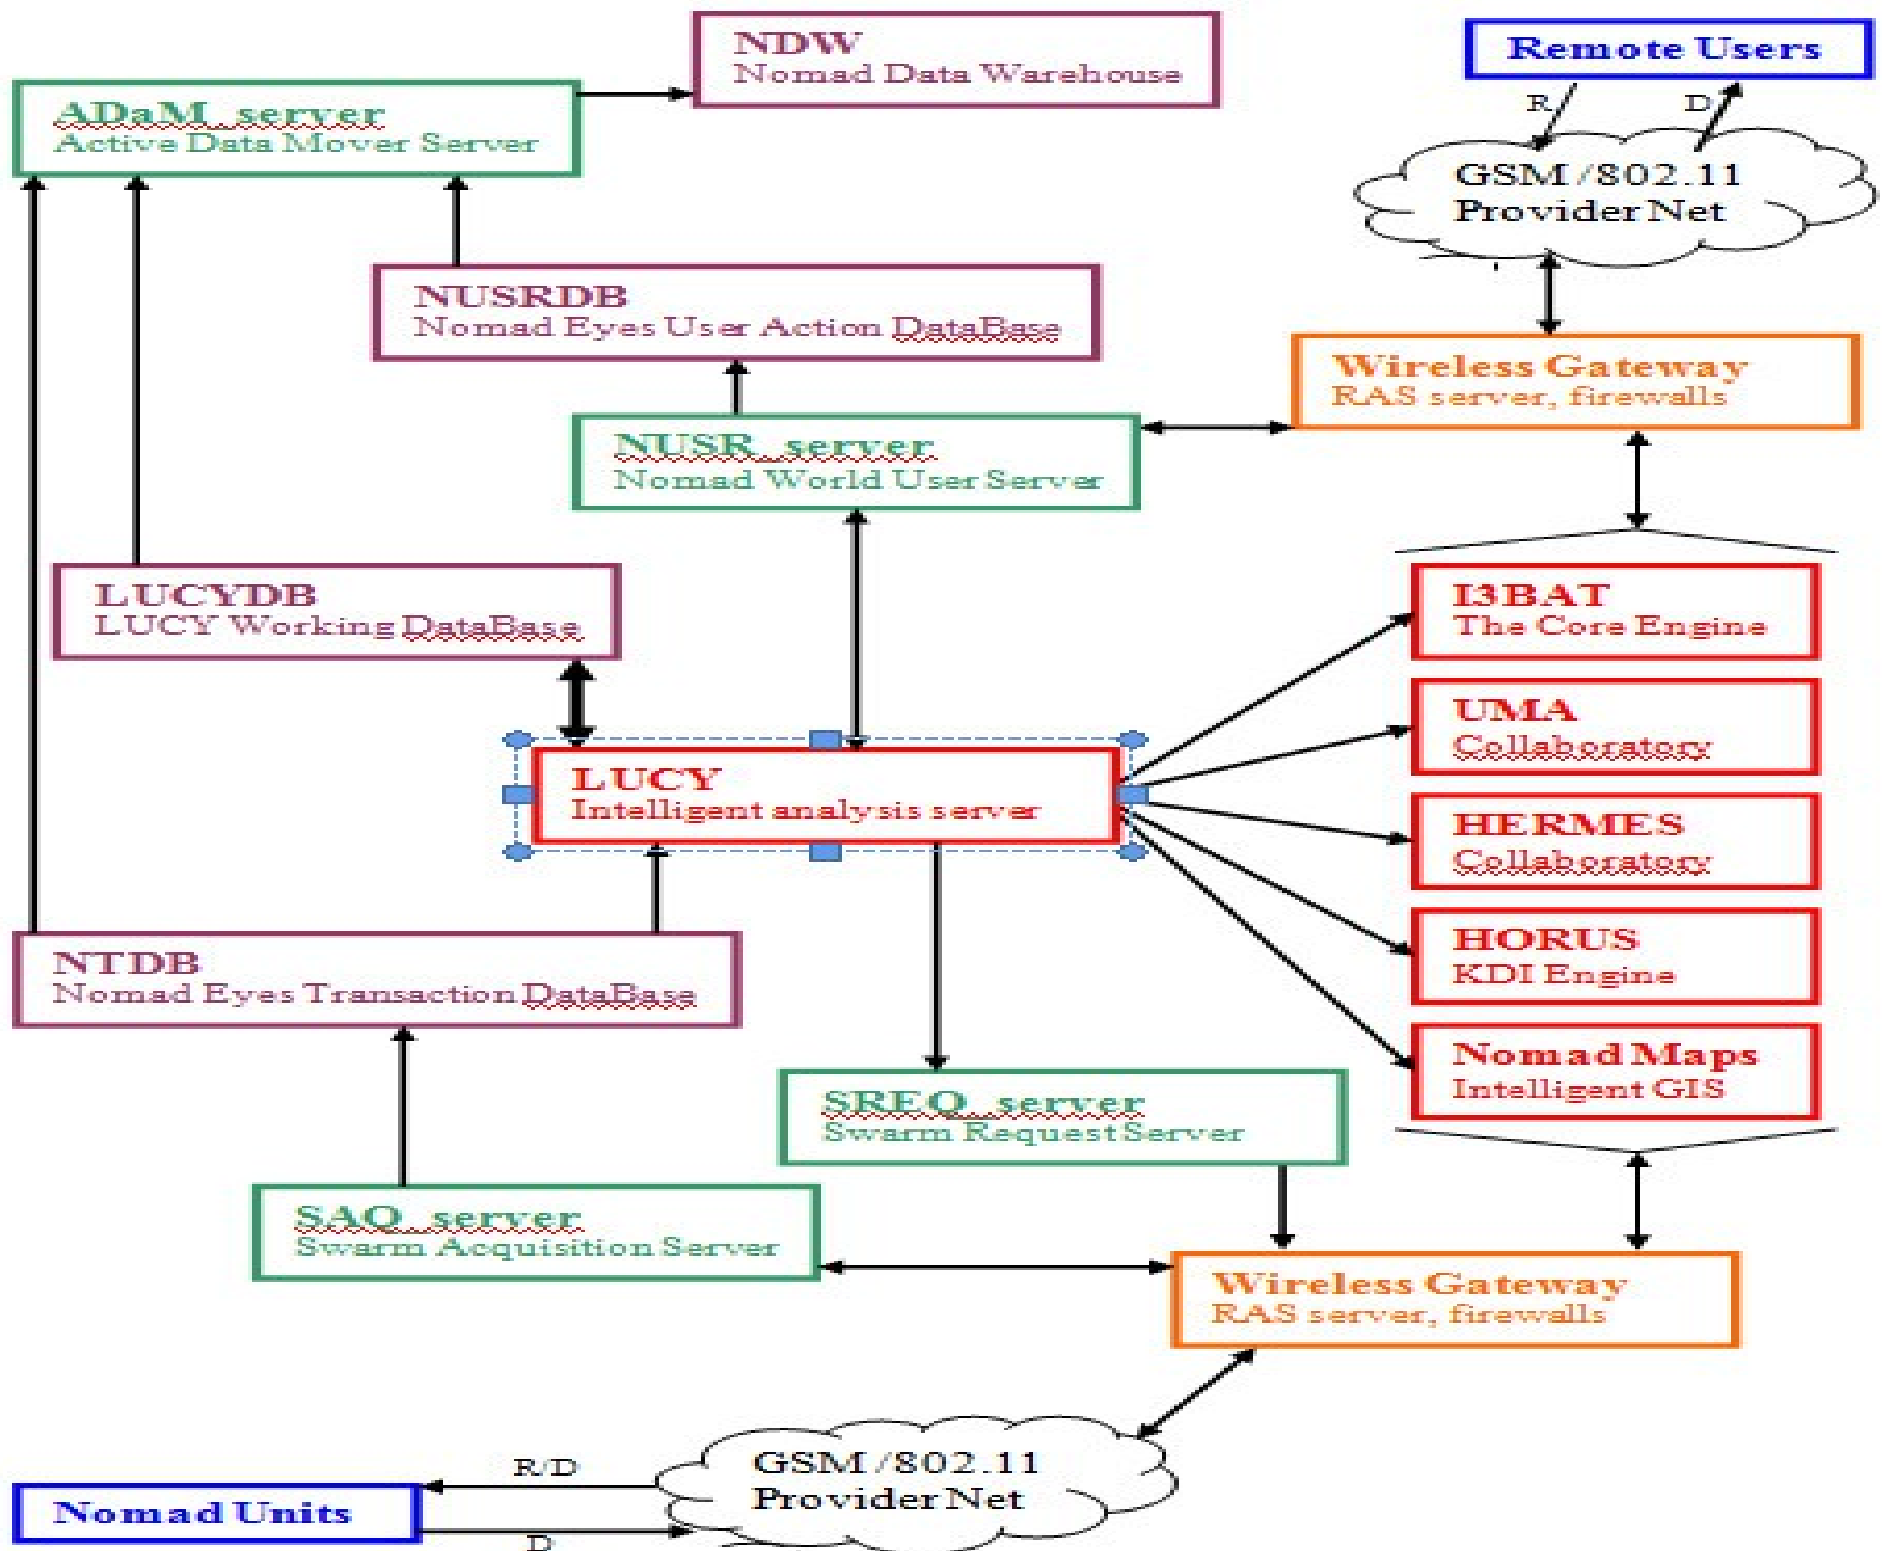 NDW
Nomad Data Warehouse
Remote Users
ADaM_server
Active Data Mover Server
R
D
GSM/802.11
Provider Net
NUSRDB
Nomad Eyes User Action DataBase
Wireless Gateway
RAS server, firewalls
NUSR_server
Nomad World User Server
LUCYDB
LUCY Working DataBase
I3BAT
The Core Engine
UMA
Collaboratory
LUCY
Intelligent analysis server
HERMES
Collaboratory
HORUS
KDI Engine
NTDB
Nomad Eyes Transaction DataBase
Nomad Maps
Intelligent GIS
SREQ_server
Swarm Request Server
SAQ_server
Swarm Acquisition Server
Wireless Gateway
RAS server, firewalls
GSM/802.11
Provider Net
R/D
Nomad Units
D